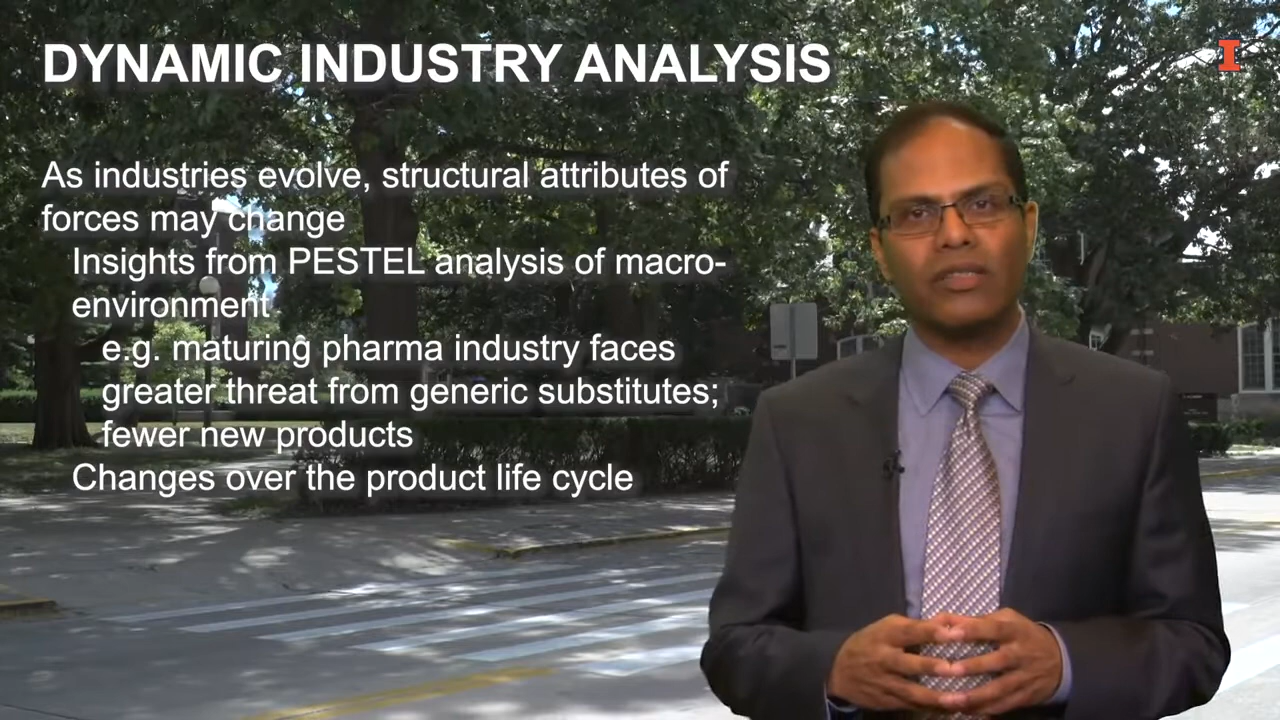 DYNAMIC INDUSTRY ANALYSIS
As industries evolve, structural attributes of
forces may change
Insights from PESTEL analysis of macro-
environment
e.g. maturing pharma industry faces
greater threat from generic substitutes;
fewer new products
Changes over the product life cycle
I